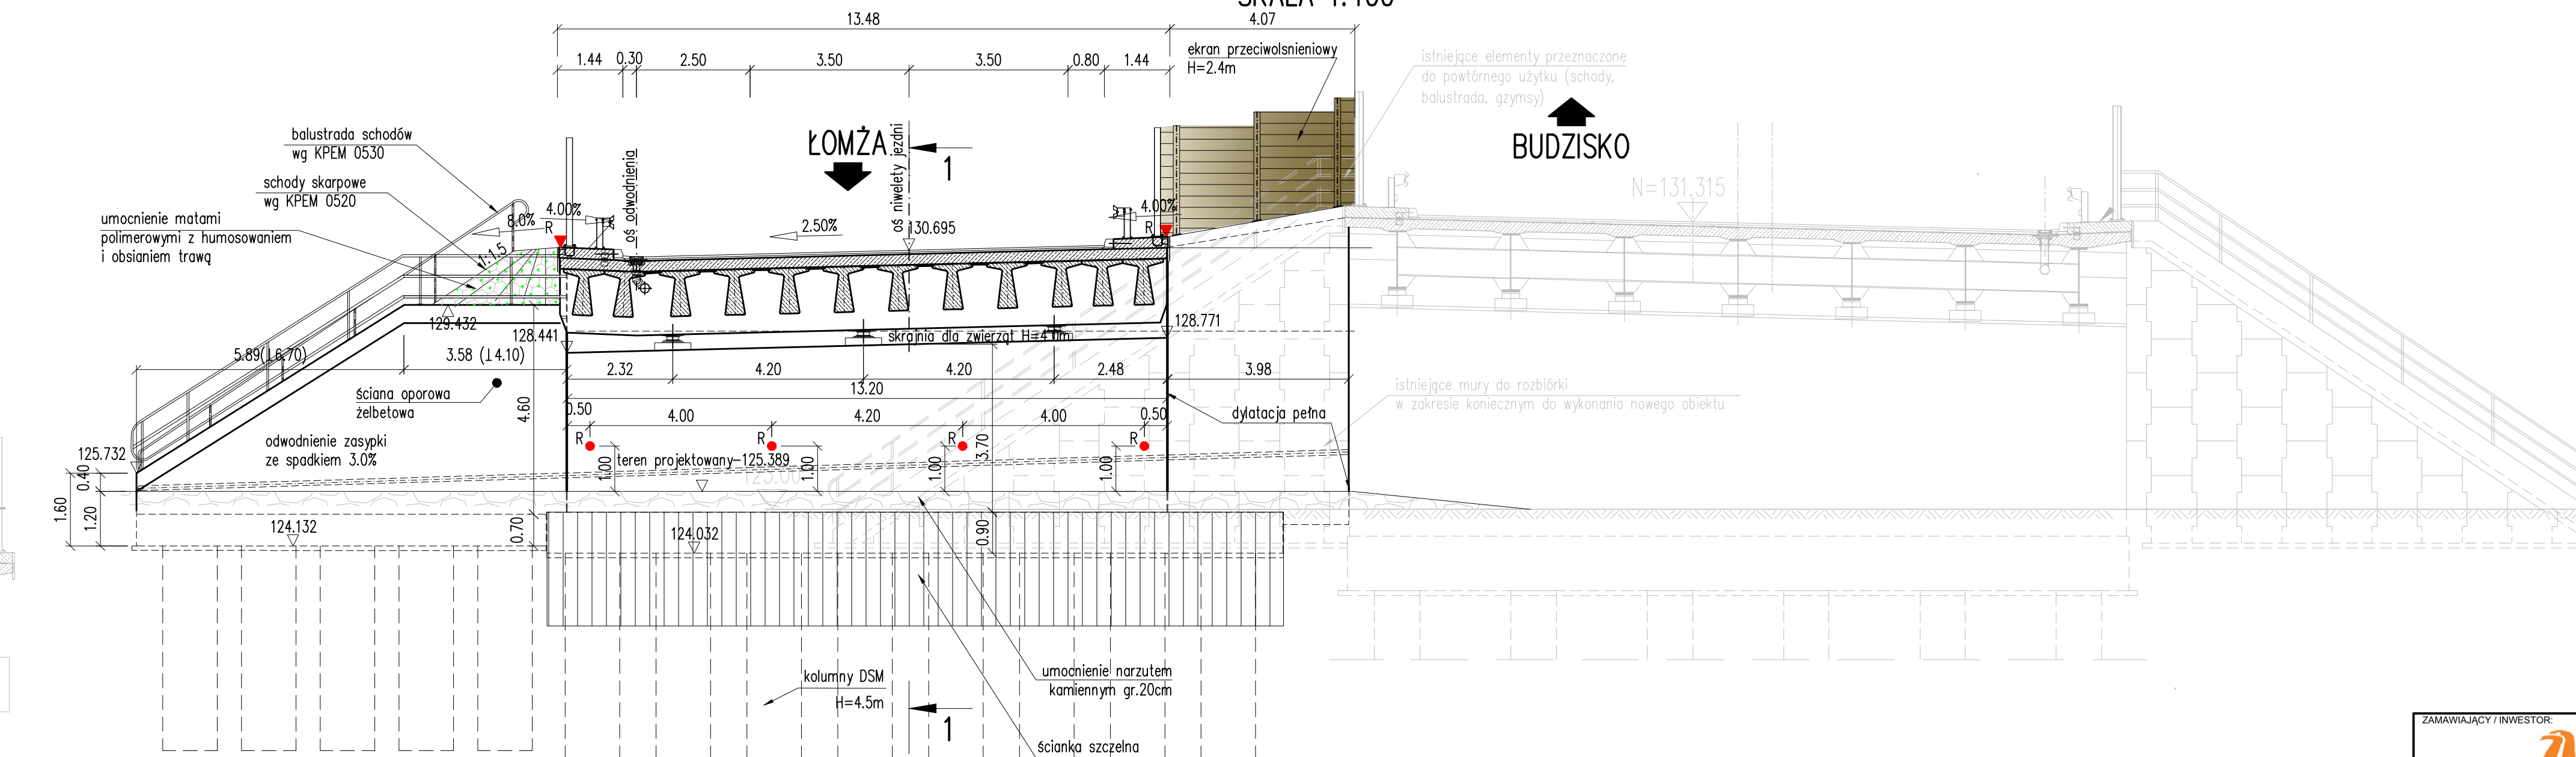 SKALA 1:100
13.48
4.07
1.44
0.30
2.50
3.50
3.50
0.80
1.44
ekran przeciwolsnieniowy
H=2.4m
istniejące elementy przeznaczone
do powtórnego użytku (schody,
balustrada, gzymsy)
balustrada schodów
wg KPEM 0530
schody skarpowe
wg KPEM 0520
umocnienie matami
polimerowymi z humosowaniem
i obsianiem trawą
ŁOMŻA
BUDZISKO
oś odwodnienia
oś niwelety jezdni
1
N=131.315
8.0%
4.00%
R
2.50%
130.695
4.00%
R
1:1.5
129.432
128.441
128.771
skrajnia dla zwierząt H=4.0m
5.89(⊥6.70)
3.58 (⊥4.10)
2.32
4.20
4.20
2.48
3.98
13.20
ściana oporowa
żelbetowa
4.60
istniejące mury do rozbiórki
w zakresie koniecznym do wykonania nowego obiektu
0.50
4.00
4.20
4.00
0.50
dylatacja pełna
R
R
R
R
odwodnienie zasypki
ze spadkiem 3.0%
3.70
125.732
teren projektowany-125.389
1.00
1.00
1.00
1.00
0.40
1.60
1.20
124.132
0.70
124.032
0.90
kolumny DSM
H=4.5m
umocnienie narzutem
kamiennym gr.20cm
1
ścianka szczelna
ZAMAWIAJĄCY / INWESTOR: